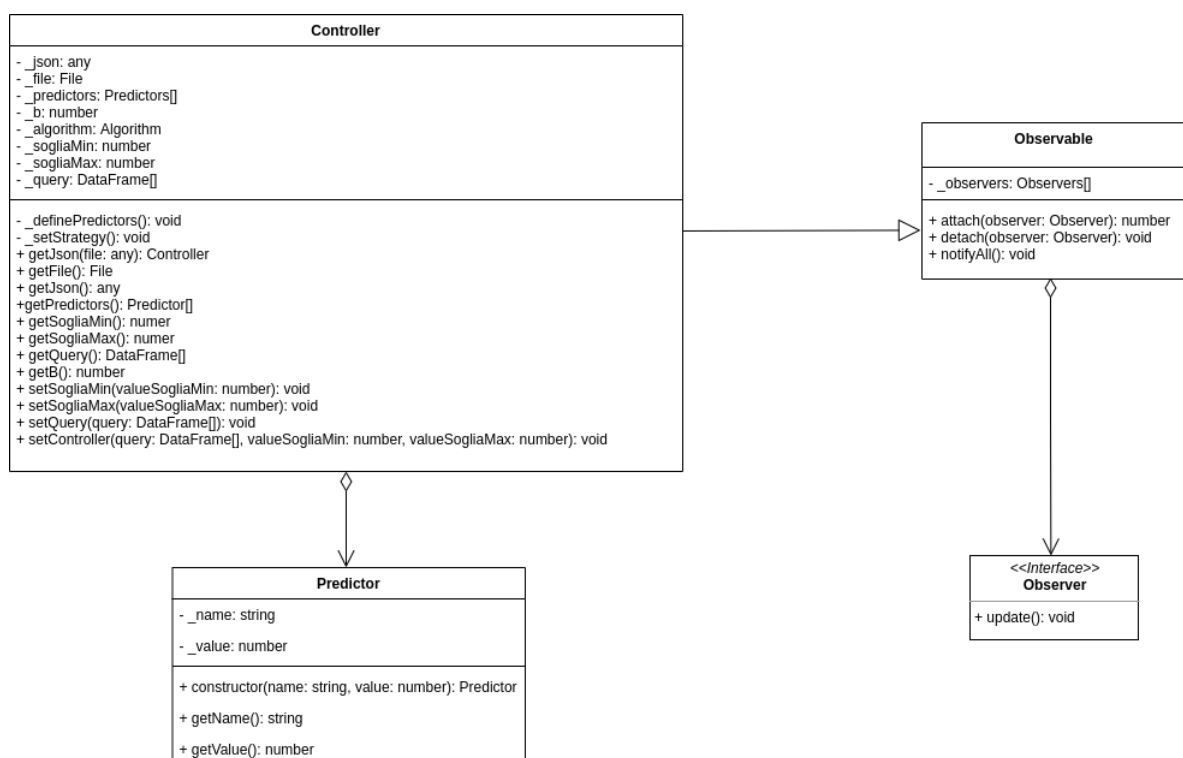 Controller
- _json: any
- _file: File
- _predictors: Predictors[]
- _b: number
- _algorithm: Algorithm
- _sogliaMin: number
- _sogliaMax: number
- _query: DataFrame[]
- _definePredictors(): void
- _setStrategy(): void
+ getJson(file: any): Controller
+ getFile(): File
+ getJson(): any
+getPredictors(): Predictor[]
+ getSogliaMin(): numer
+ getSogliaMax(): numer
+ getQuery(): DataFrame[]
+ getB(): number
+ setSogliaMin(valueSogliaMin: number): void
+ setSogliaMax(valueSogliaMax: number): void
+ setQuery(query: DataFrame[]): void
+ setController(query: DataFrame[], valueSogliaMin: number, valueSogliaMax: number): void
Observable
- _observers: Observers[]
+ attach(observer: Observer): number
+ detach(observer: Observer): void
+ notifyAll(): void
Predictor
- _name: string
- _value: number
+ constructor(name: string, value: number): Predictor
+ getName(): string
+ getValue(): number
<<Interface>>
Observer
+ update(): void